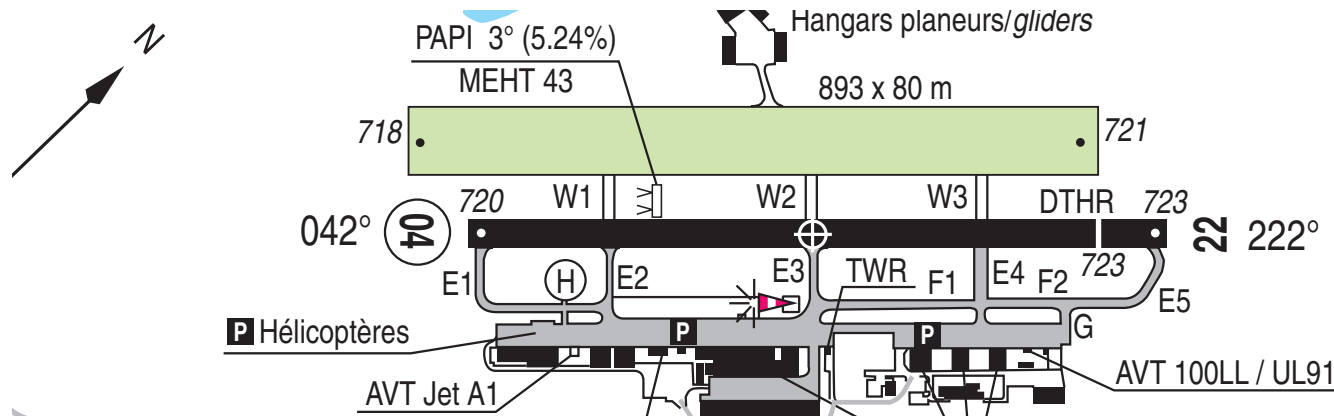 N
PAPI 3° (5.24%)
MEHT 43
Hangars planeurs/gliders
893 x 80 m
718
721
W1
W2
W3
DTHR
720
723
042°
04
22
222°
723
E1
H
E2
E3
TWR
F1
E4
F2
E5
G
P Hélicoptères
P
P
AVT Jet A1
AVT 100LL / UL91